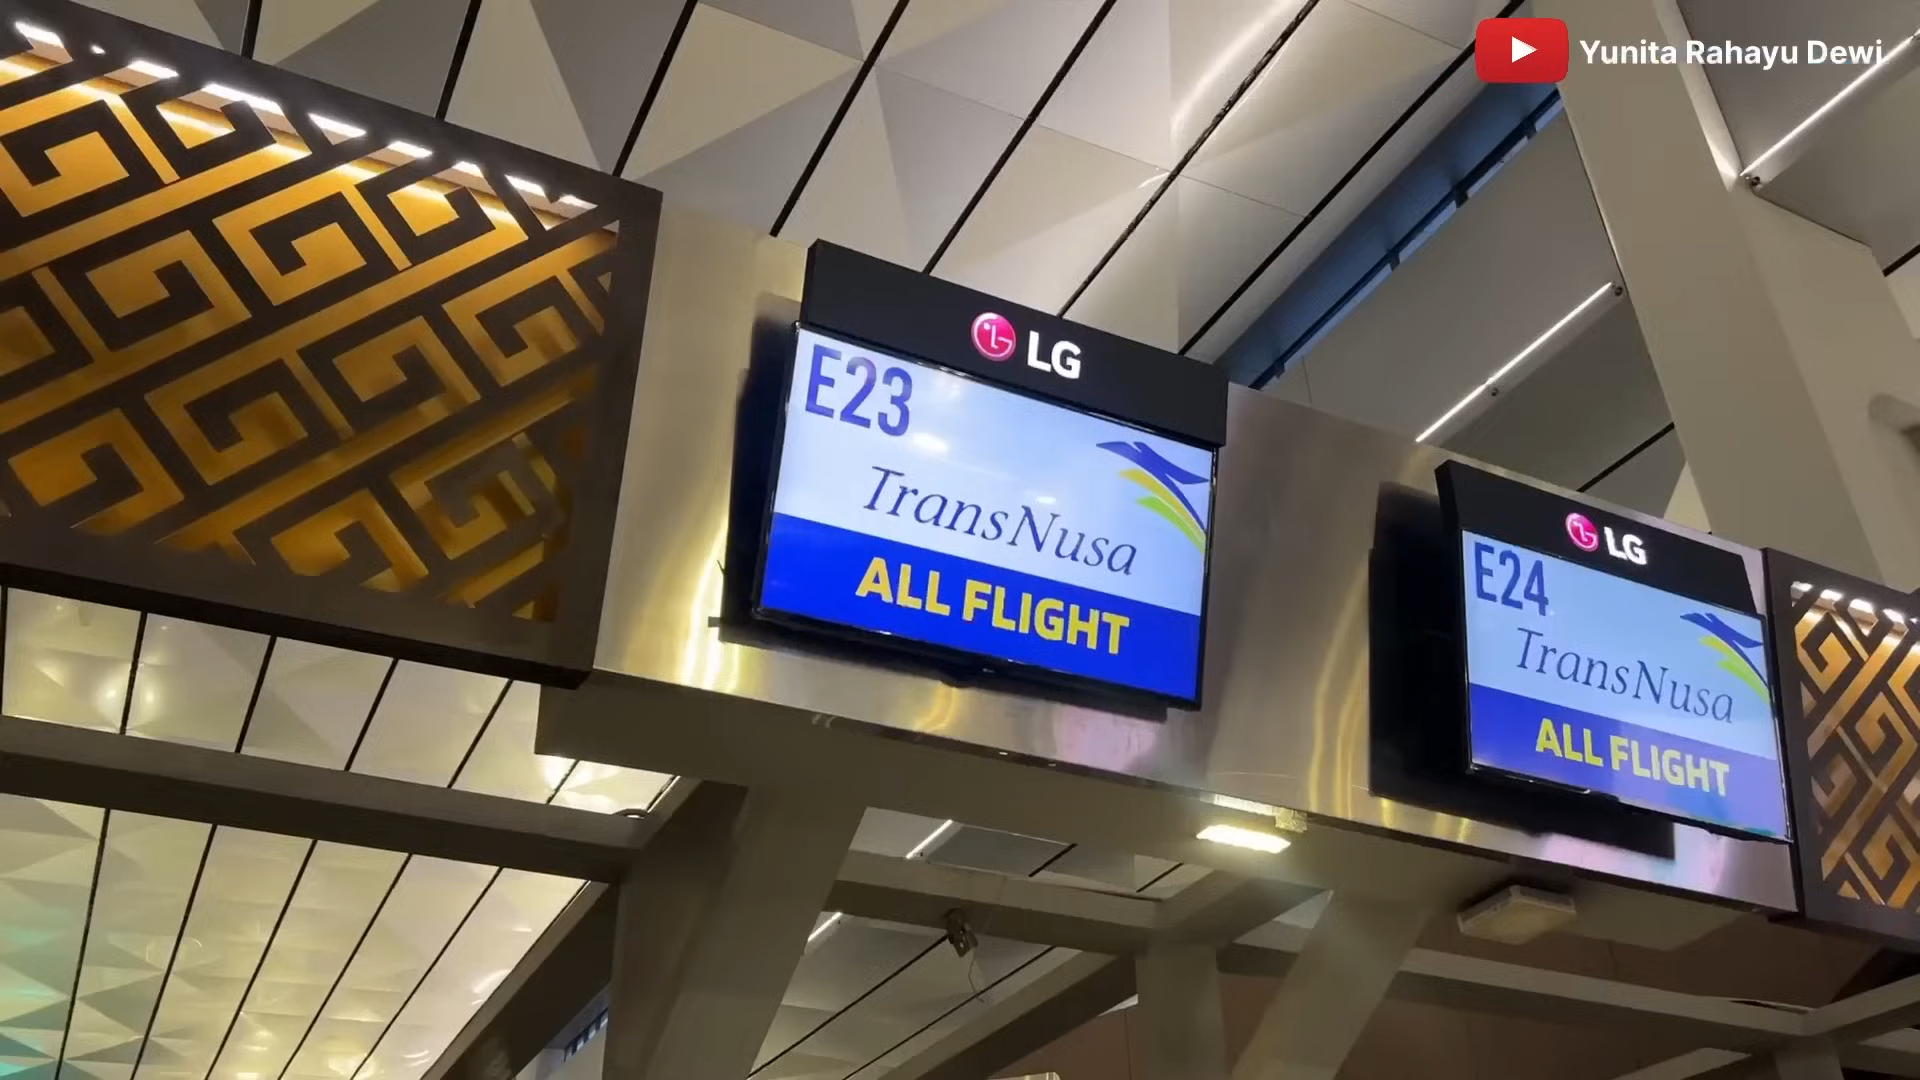 Yunita Rahayu Dewi
LG
E23
TransNusa
ALL FLIGHT
LG
E24
TransNusa
ALL FLIGHT